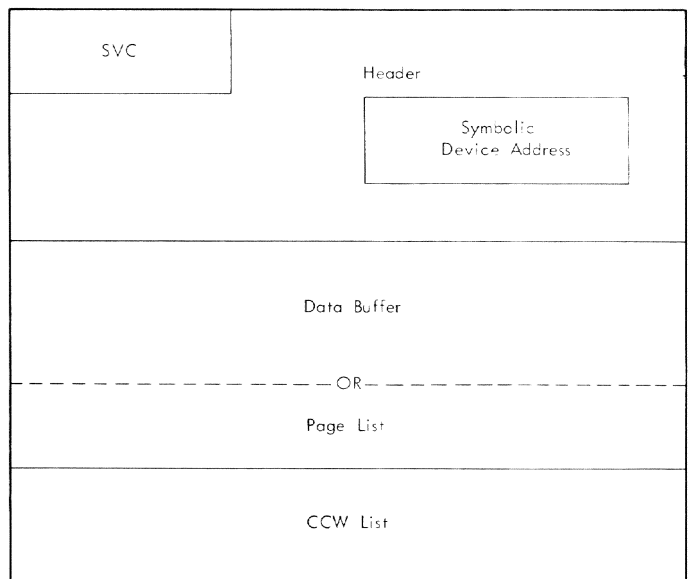 SVC
Header
Symbolic
Device Address
Data Buffer
OR
Page List
CCW List